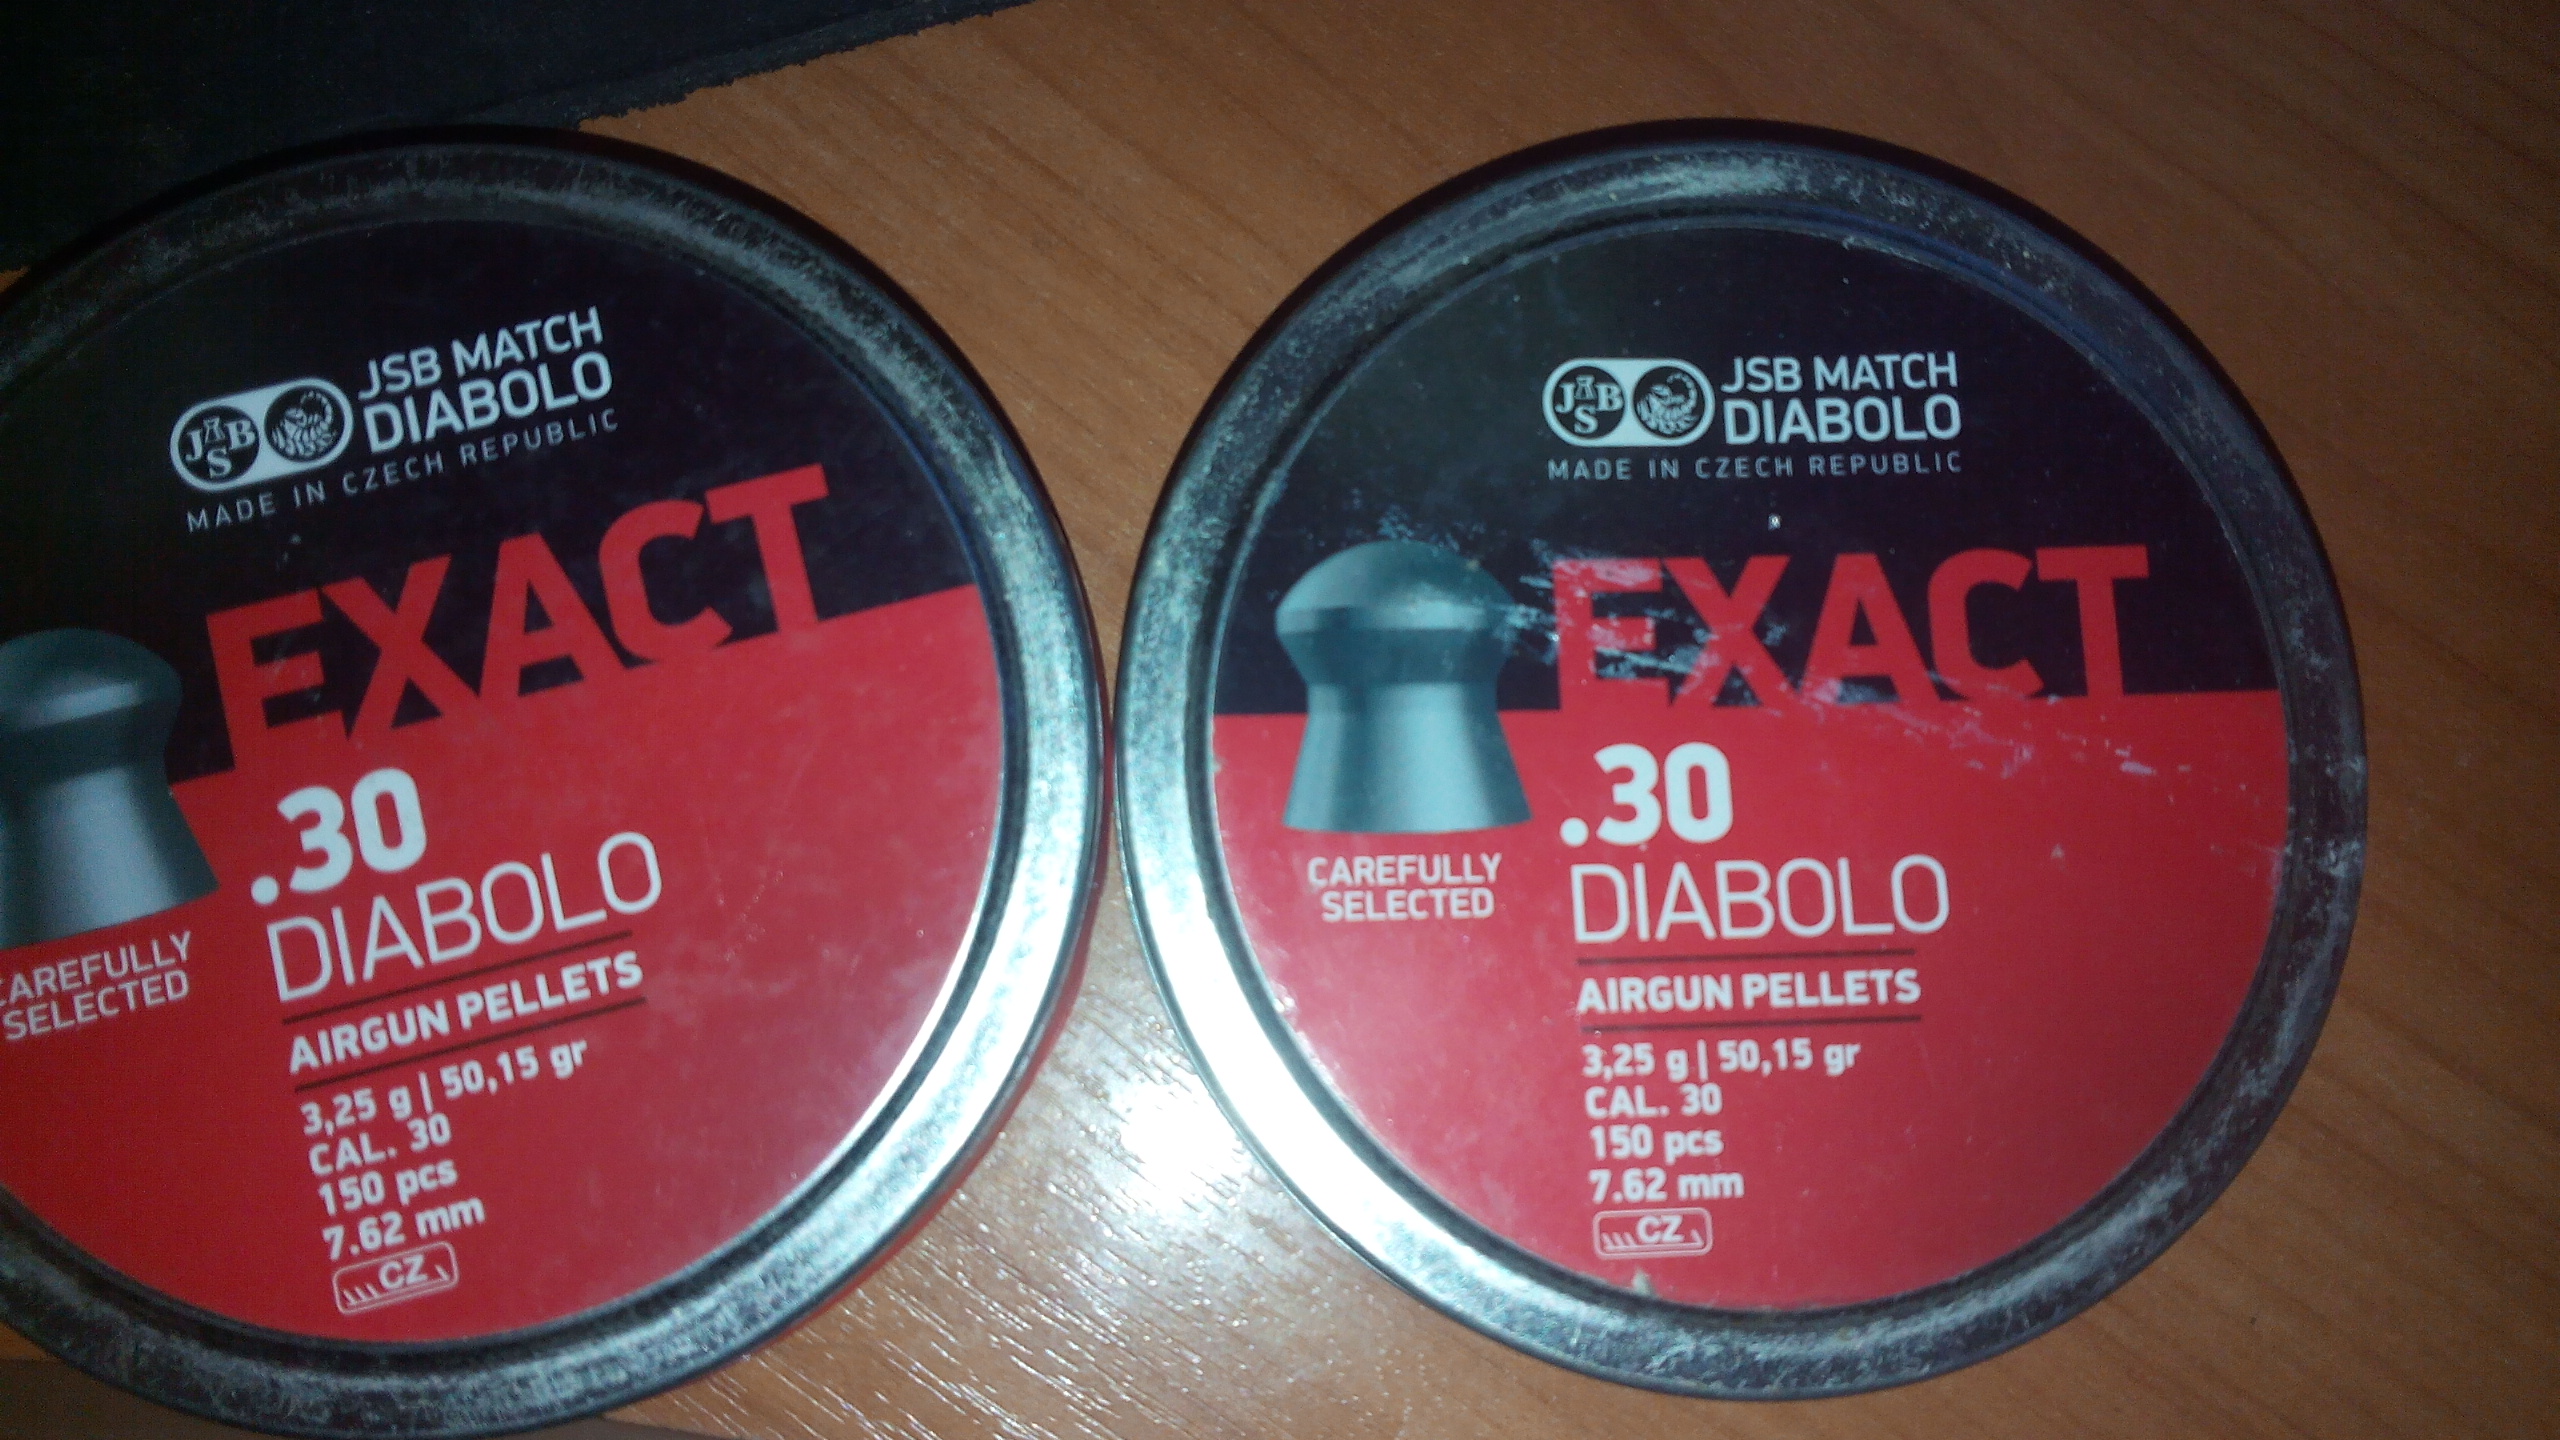 JASB
JSB MATCH
DIABOLO
MADE IN CZECH REPUBLIC
EXACT
.30
DIABOLO
CAREFULLY
SELECTED
AIRGUN PELLETS
3,25 g | 50,15 gr
CAL. 30
150 pcs
7.62 mm
CZ
JASB
JSB MATCH
DIABOLO
MADE IN CZECH REPUBLIC
EXACT
.30
DIABOLO
CAREFULLY
SELECTED
AIRGUN PELLETS
3,25 g | 50,15 gr
CAL. 30
150 pcs
7.62 mm
CZ